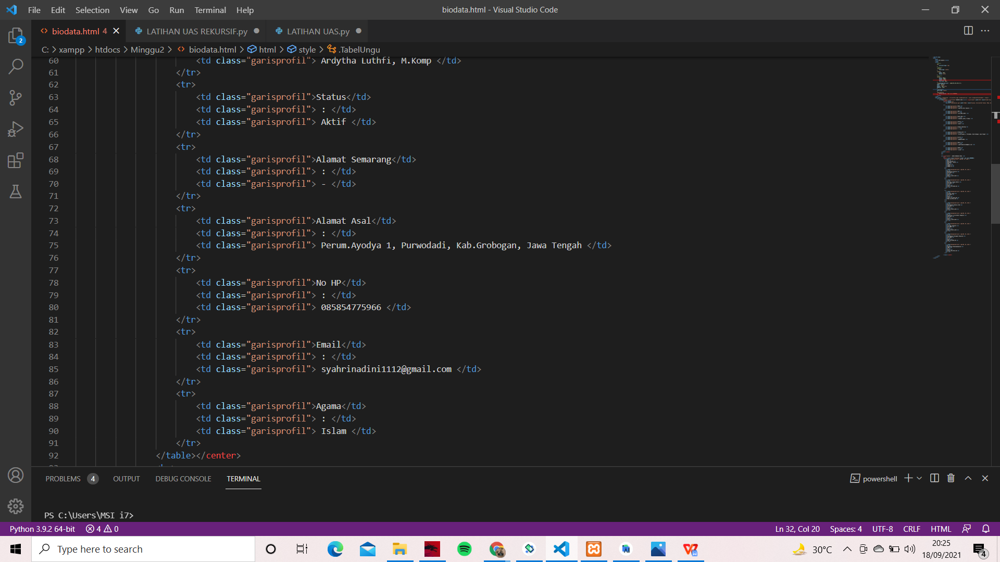 File Edit Selection View Go Run Terminal Help
biodata.html - Visual Studio Code
biodata.html 4
LATIHAN UAS REKURSIF.py
LATIHAN UAS.py
2
C: > xampp > htdocs > Minggu2 > biodata.html > html > style > .TabelUngu
60 <td class="garisprofil"> Ardytha Luthfi, M.Komp </td>
61 </tr>
62 <tr>
63 <td class="garisprofil">Status</td>
64 <td class="garisprofil"> : </td>
65 <td class="garisprofil"> Aktif </td>
66 </tr>
67 <tr>
68 <td class="garisprofil">Alamat Semarang</td>
69 <td class="garisprofil"> : </td>
70 <td class="garisprofil"> - </td>
71 </tr>
72 <tr>
73 <td class="garisprofil">Alamat Asal</td>
74 <td class="garisprofil"> : </td>
75 <td class="garisprofil"> Perum.Ayodya 1, Purwodadi, Kab.Grobogan, Jawa Tengah </td>
76 </tr>
77 <tr>
78 <td class="garisprofil">No HP</td>
79 <td class="garisprofil"> : </td>
80 <td class="garisprofil"> 085854775966 </td>
81 </tr>
82 <tr>
83 <td class="garisprofil">Email</td>
84 <td class="garisprofil"> : </td>
85 <td class="garisprofil"> syahrinadini1112@gmail.com </td>
86 </tr>
87 <tr>
88 <td class="garisprofil">Agama</td>
89 <td class="garisprofil"> : </td>
90 <td class="garisprofil"> Islam </td>
91 </tr>
92 </table></center>
PROBLEMS 4 OUTPUT DEBUG CONSOLE TERMINAL
powershell
PS C:\Users\MSI i7>
Python 3.9.2 64-bit 4 0
Ln 32, Col 20 Spaces: 4 UTF-8 CRLF HTML
Type here to search
30°C
20:25
18/09/2021
4